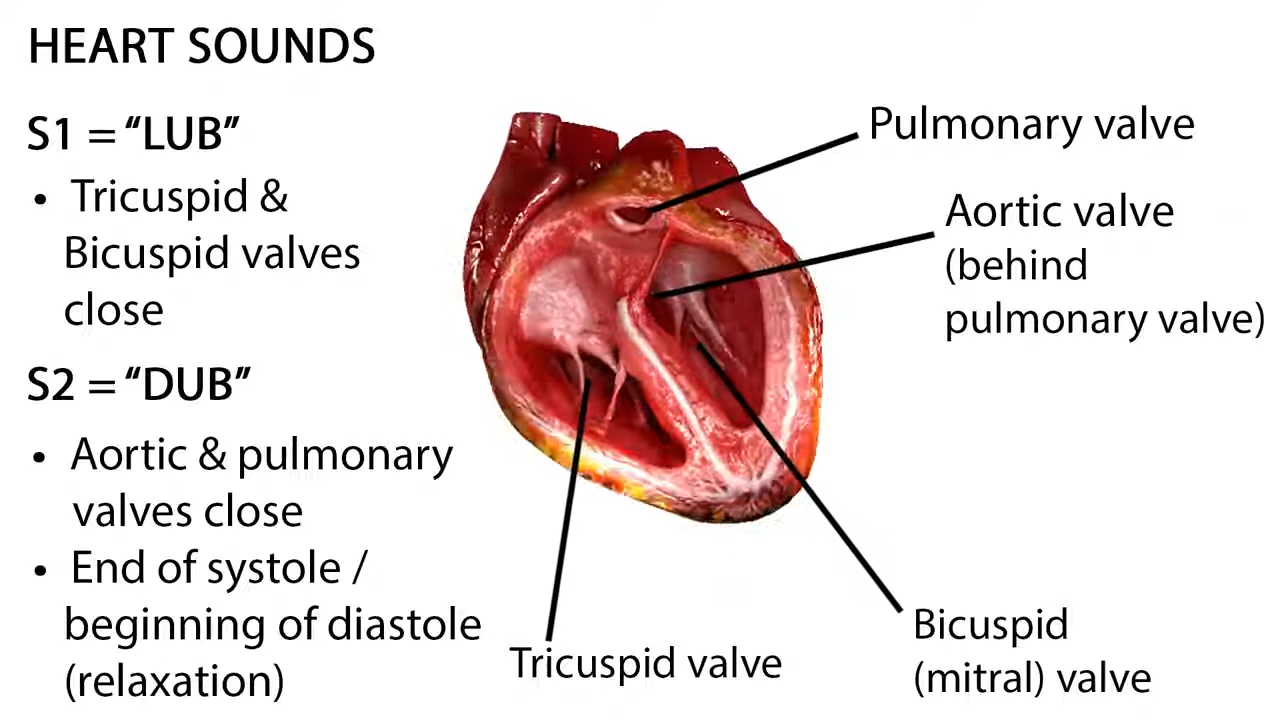 HEART SOUNDS
S1 = “LUB”
• Tricuspid &
Bicuspid valves
close
S2 = “DUB”
• Aortic & pulmonary
valves close
• End of systole /
beginning of diastole
(relaxation)
Pulmonary valve
Aortic valve
(behind
pulmonary valve)
Tricuspid valve
Bicuspid
(mitral) valve